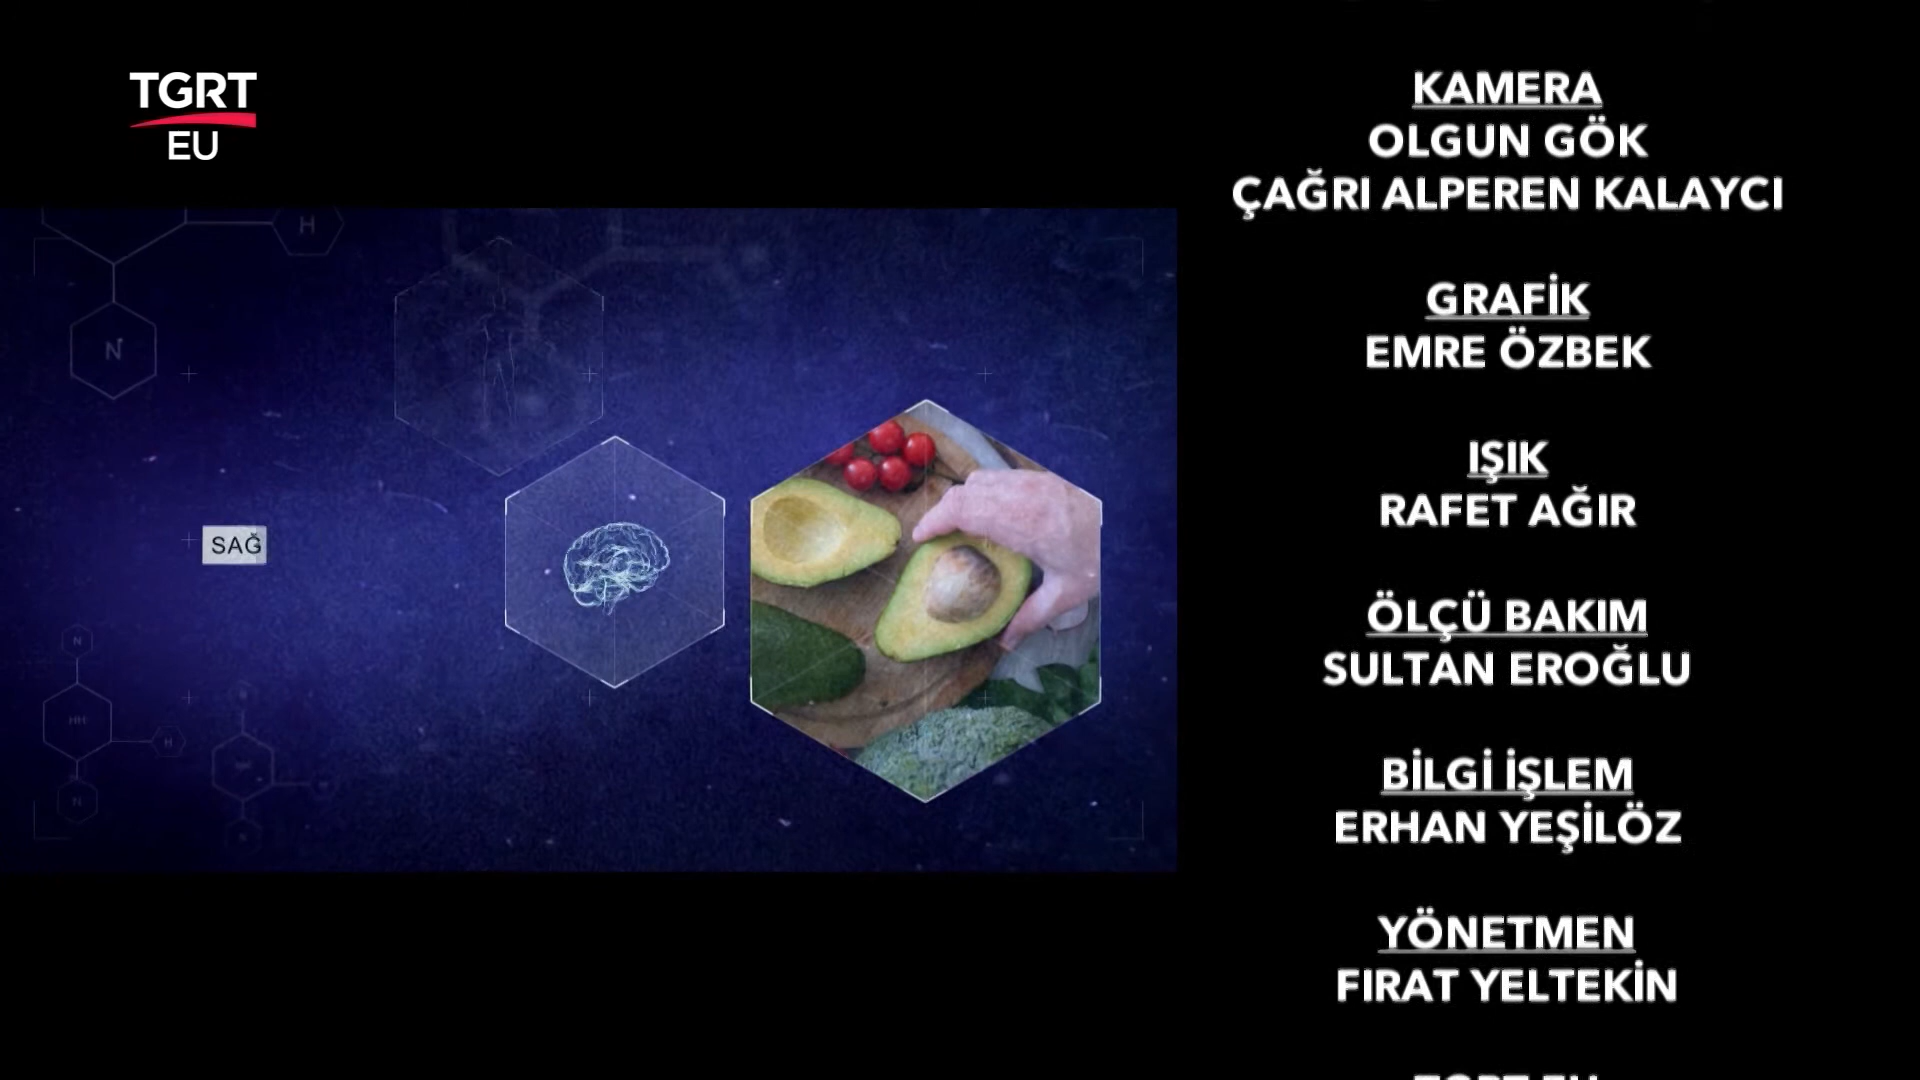 TGRT
EU
KAMERA
OLGUN GÖK
ÇAĞRI ALPEREN KALAYCI
GRAFİK
EMRE ÖZBEK
IŞIK
RAFET AĞIR
ÖLÇÜ BAKIM
SULTAN EROĞLU
BİLGİ İŞLEM
ERHAN YEŞİLÖZ
YÖNETMEN
FIRAT YELTEKİN
H
N
SAĞ
N
HH
H
N